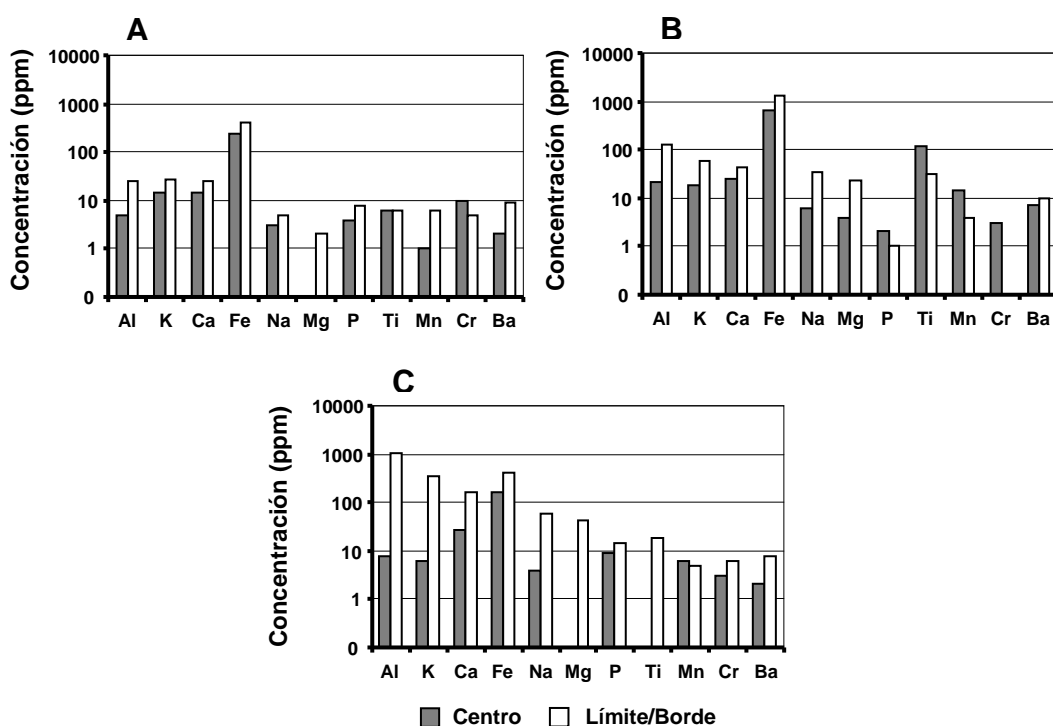 A
Concentración (ppm)
10000
1000
100
10
1
0
Al K Ca Fe Na Mg P Ti Mn Cr Ba
B
Concentración (ppm)
10000
1000
100
10
1
0
Al K Ca Fe Na Mg P Ti Mn Cr Ba
C
Concentración (ppm)
10000
1000
100
10
1
0
Al K Ca Fe Na Mg P Ti Mn Cr Ba
Centro Límite/Borde